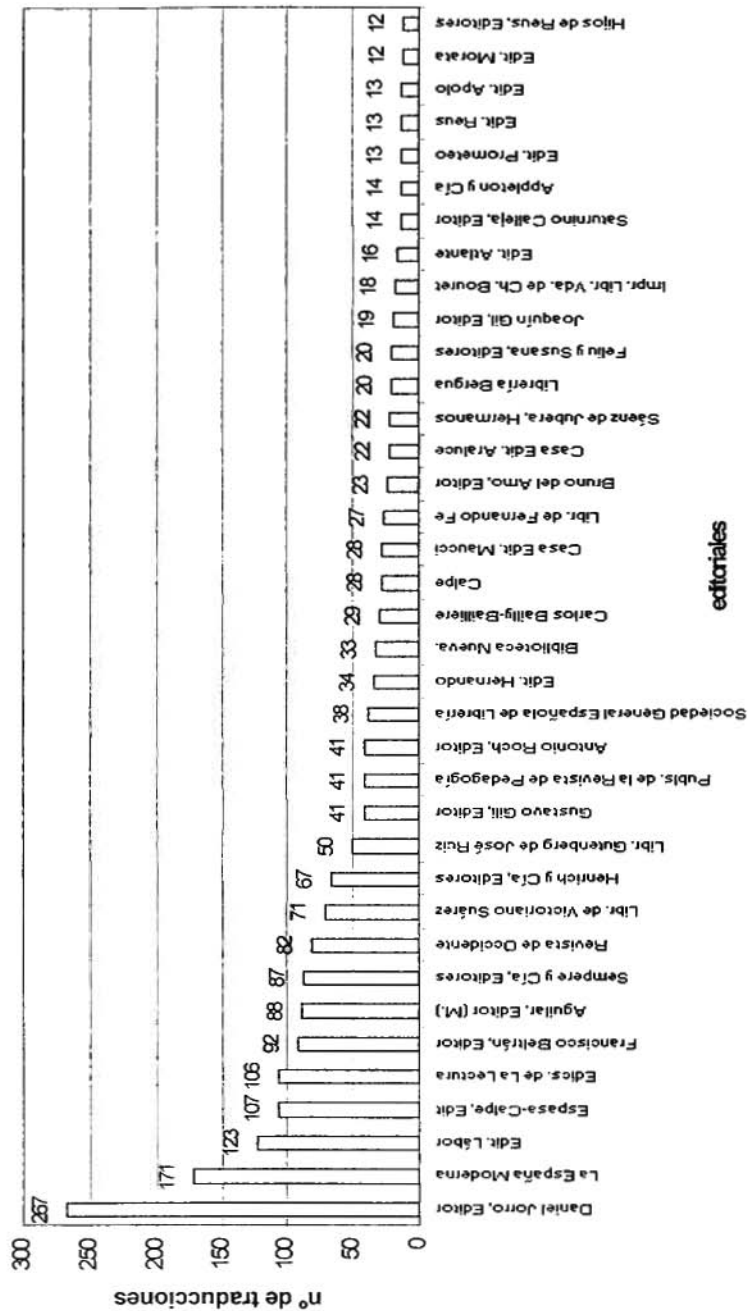 nº de traducciones
300
250
200
150
100
50
0
267
171
123
107
106
92
88
87
82
71
67
50
41
41
41
38
34
33
29
28
28
27
23
22
22
20
20
19
18
16
14
14
13
13
13
12
12
Daniel Jorro, Editor
La España Moderna
Edit. Lábor
Espasa-Calpe, Edit
Edics. de La Lectura
Francisco Beltrán, Editor
Aguilar, Editor (M.)
Sempere y Cía, Editores
Revista de Occidente
Libr. de Victoriano Suárez
Henrich y Cía, Editores
Libr. Gutenberg de José Ruiz
Gustavo Gili, Editor
Publs. de la Revista de Pedagogía
Antonio Roch, Editor
Sociedad General Española de Librería
Edit. Hernando
Biblioteca Nueva.
Carlos Bailly-Bailliere
Calpe
Casa Edit. Maucci
Libr. de Fernando Fe
Bruno del Amo, Editor
Casa Edit. Araluce
Sáenz de Jubera, Hermanos
Librería Bergua
Feliu y Susana, Editores
Joaquín Gil, Editor
Impr. Libr. Vda. de Ch. Bouret
Edit. Atlante
Saturnino Calleja, Editor
Appleton y Cía
Edit. Prometeo
Edit. Reus
Edit. Apolo
Edit. Morata
Hijos de Reus, Editores
editoriales